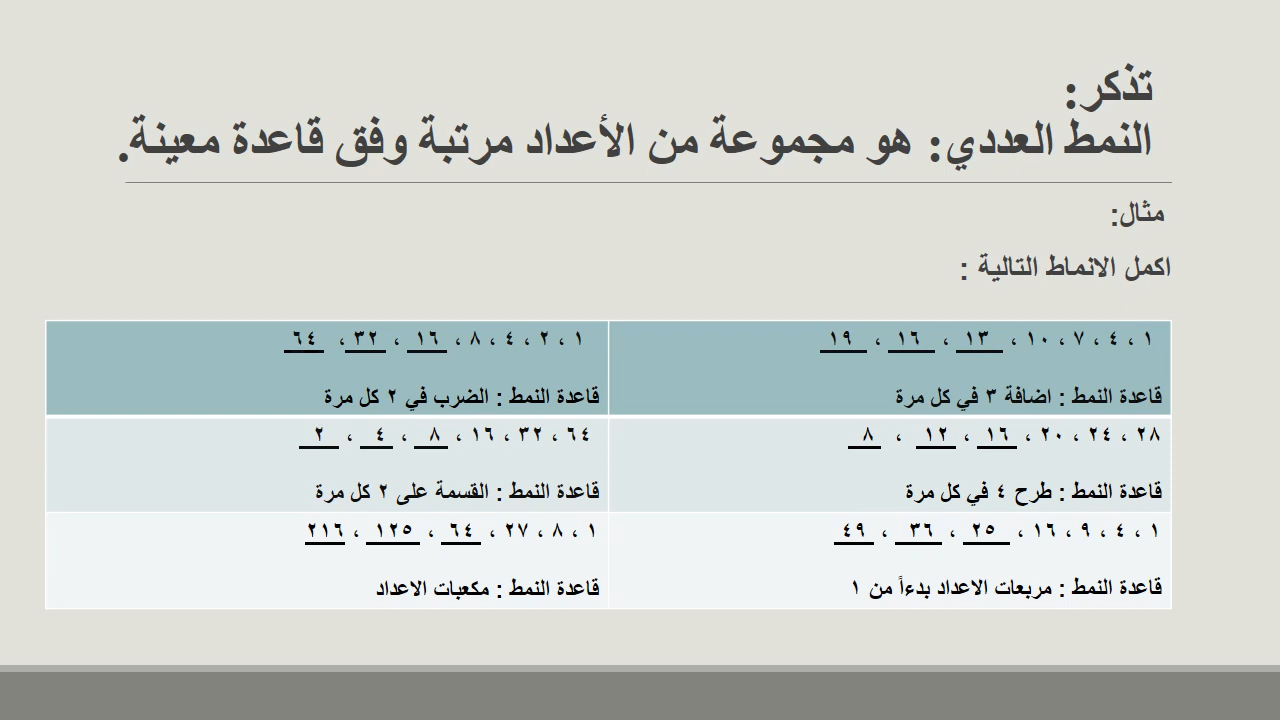 تذكر:
النمط العددي: هو مجموعة من الأعداد مرتبة وفق قاعدة معينة.
مثال:
اكمل الانماط التالية :
١ ، ٤ ، ٧ ، ١٠ ، ١٣ ، ١٦ ، ١٩
قاعدة النمط : اضافة ٣ في كل مرة
١ ، ٢ ، ٤ ، ٨ ، ١٦ ، ٣٢ ، ٦٤
قاعدة النمط : الضرب في ٢ كل مرة
٢٨ ، ٢٤ ، ٢٠ ، ١٦ ، ١٢ ، ٨
قاعدة النمط : طرح ٤ في كل مرة
٦٤ ، ٣٢ ، ١٦ ، ٨ ، ٤ ، ٢
قاعدة النمط : القسمة على ٢ كل مرة
١ ، ٤ ، ٩ ، ١٦ ، ٢٥ ، ٣٦ ، ٤٩
قاعدة النمط : مربعات الاعداد بدءاً من ١
١ ، ٨ ، ٢٧ ، ٦٤ ، ١٢٥ ، ٢١٦
قاعدة النمط : مكعبات الاعداد